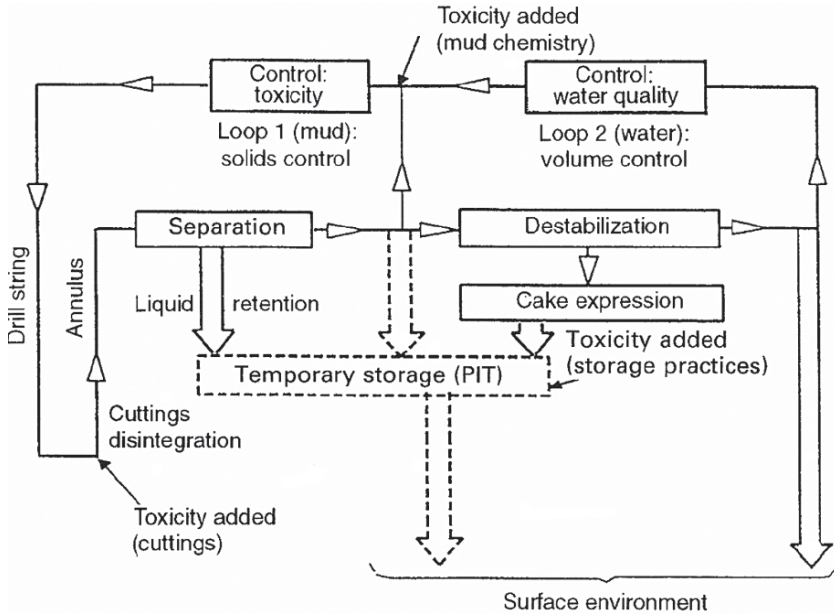 Toxicity added
(mud chemistry)
Control:
toxicity
Control:
water quality
Loop 1 (mud):
solids control
Loop 2 (water):
volume control
Separation
Destabilization
Drill string
Annulus
Liquid retention
Cake expression
Toxicity added
(storage practices)
Temporary storage (PIT)
Cuttings
disintegration
Toxicity added
(cuttings)
Surface environment